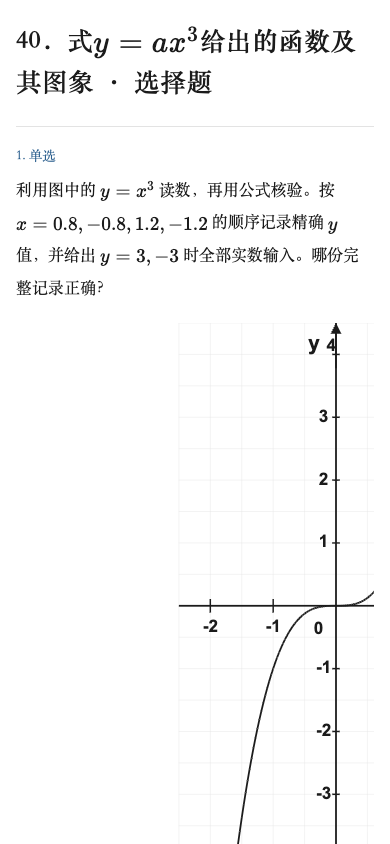 40. 式y = ax³给出的函数及
其图象 · 选择题
1. 单选
利用图中的 y = x³ 读数，再用公式核验。按
x = 0.8, −0.8, 1.2, −1.2 的顺序记录精确 y
值，并给出 y = 3, −3 时全部实数输入。哪份完
整记录正确?
y 4
3
2
1
-2 -1 0
-1
-2
-3